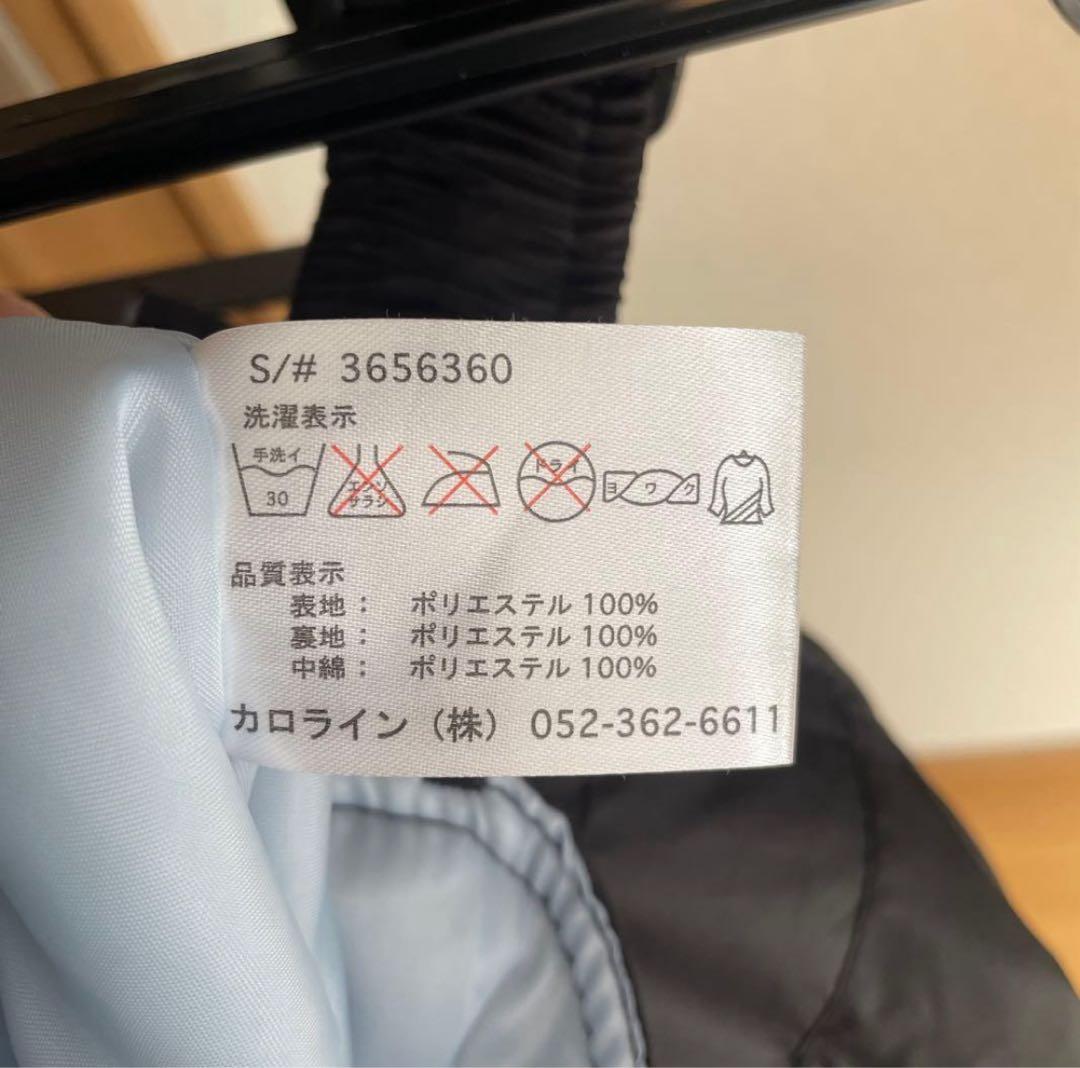 S/# 3656360
洗濯表示
手洗イ
30
エンソ
サラシ
ドライ
ヨワク
品質表示
表地： ポリエステル 100%
裏地： ポリエステル 100%
中綿： ポリエステル 100%
カロライン（株） 052-362-6611